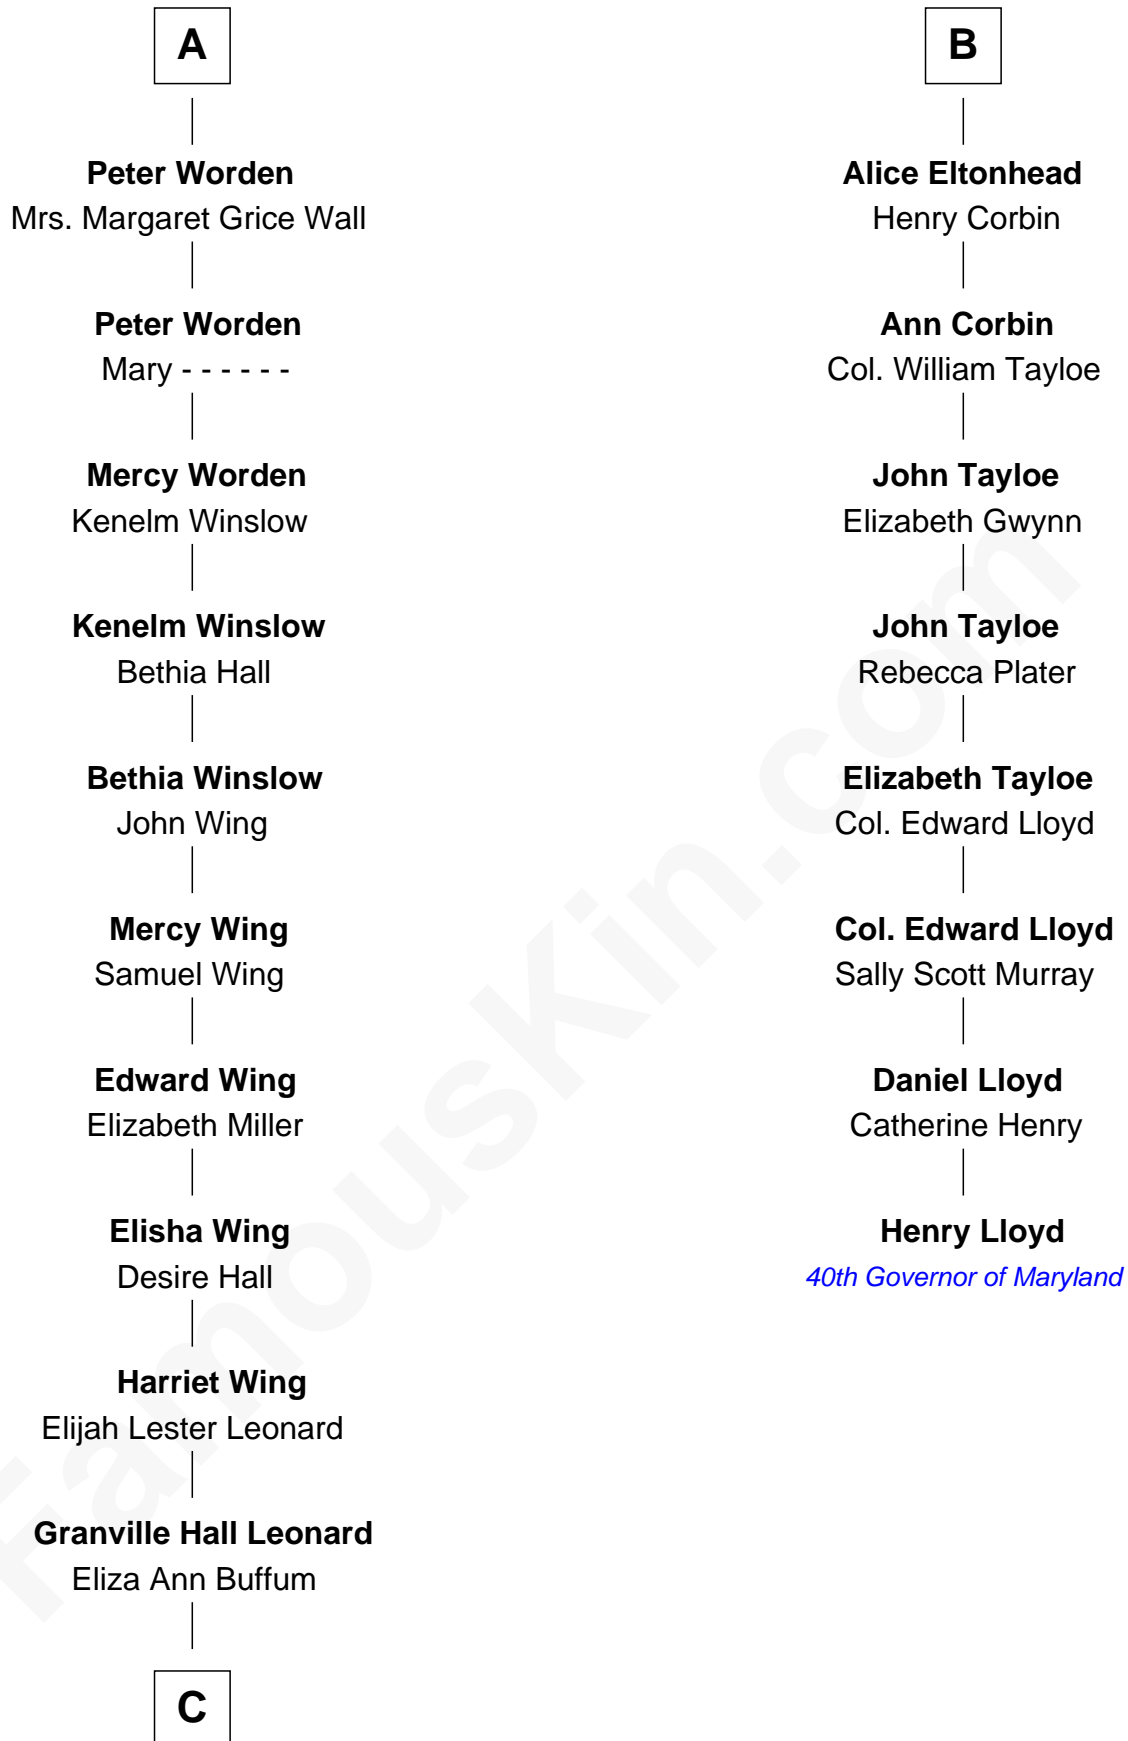 A
Peter Worden
Mrs. Margaret Grice Wall
Peter Worden
Mary - - - - - -
Mercy Worden
Kenelm Winslow
Kenelm Winslow
Bethia Hall
Bethia Winslow
John Wing
Mercy Wing
Samuel Wing
Edward Wing
Elizabeth Miller
Elisha Wing
Desire Hall
Harriet Wing
Elijah Lester Leonard
Granville Hall Leonard
Eliza Ann Buffum
C
B
Alice Eltonhead
Henry Corbin
Ann Corbin
Col. William Tayloe
John Tayloe
Elizabeth Gwynn
John Tayloe
Rebecca Plater
Elizabeth Tayloe
Col. Edward Lloyd
Col. Edward Lloyd
Sally Scott Murray
Daniel Lloyd
Catherine Henry
Henry Lloyd
40th Governor of Maryland
FamousKin.com